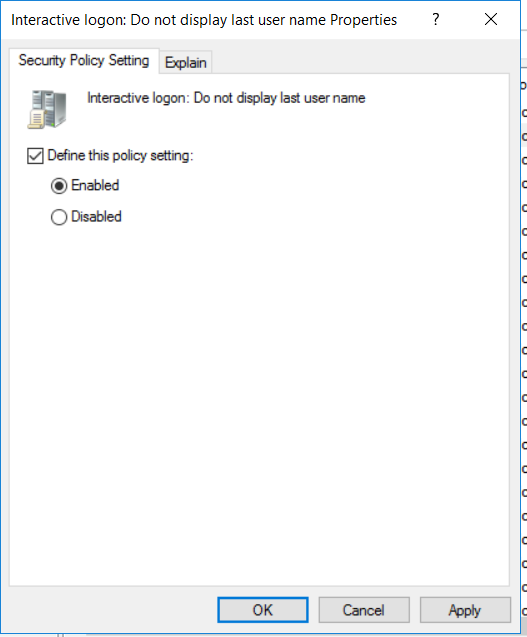 Interactive logon: Do not display last user name Properties ?
Security Policy Setting Explain
Interactive logon: Do not display last user name
Define this policy setting:
Enabled
Disabled
OK Cancel Apply